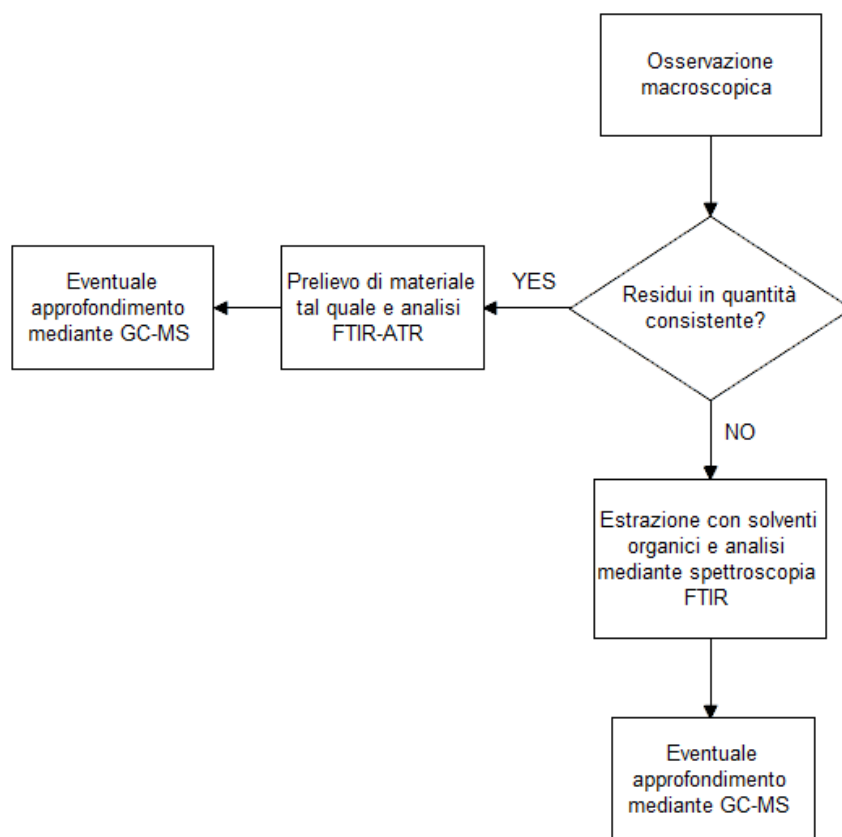 Osservazione
macroscopica
Residui in quantità
consistente?
YES
Prelievo di materiale
tal quale e analisi
FTIR-ATR
Eventuale
approfondimento
mediante GC-MS
NO
Estrazione con solventi
organici e analisi
mediante spettroscopia
FTIR
Eventuale
approfondimento
mediante GC-MS